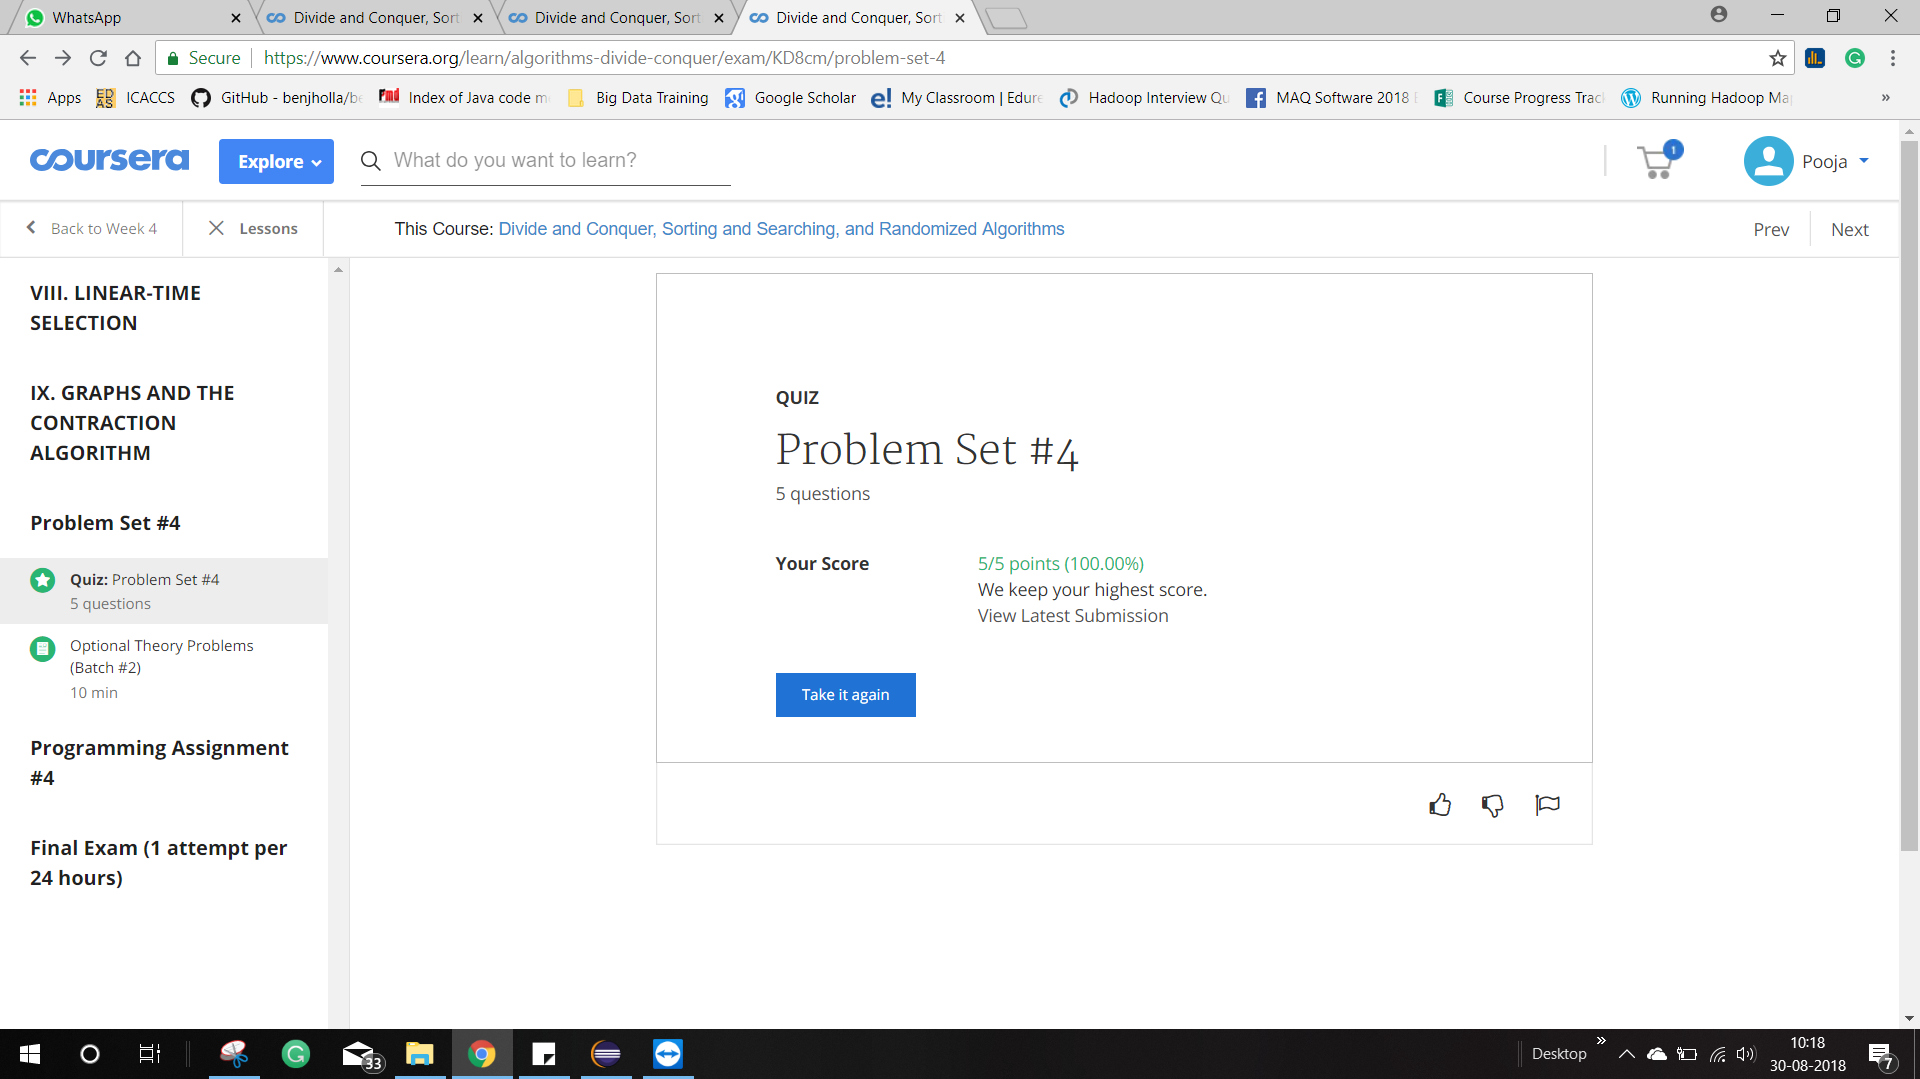 WhatsApp
Divide and Conquer, Sort
Divide and Conquer, Sort
Divide and Conquer, Sort
Secure
https://www.coursera.org/learn/algorithms-divide-conquer/exam/KD8cm/problem-set-4
Apps
ED
AS
ICACCS
GitHub - benjholla/b
Fmd
Index of Java code m
Big Data Training
Google Scholar
e!
My Classroom | Edure
Hadoop Interview Qu
MAQ Software 2018
Course Progress Trac
Running Hadoop Ma
»
coursera
Explore
What do you want to learn?
1
Pooja
Back to Week 4
Lessons
This Course: Divide and Conquer, Sorting and Searching, and Randomized Algorithms
Prev
Next
VIII. LINEAR-TIME
SELECTION
IX. GRAPHS AND THE
CONTRACTION
ALGORITHM
Problem Set #4
Quiz: Problem Set #4
5 questions
Optional Theory Problems
(Batch #2)
10 min
Programming Assignment
#4
Final Exam (1 attempt per
24 hours)
QUIZ
Problem Set #4
5 questions
Your Score
5/5 points (100.00%)
We keep your highest score.
View Latest Submission
Take it again
33
Desktop
»
10:18
30-08-2018
7